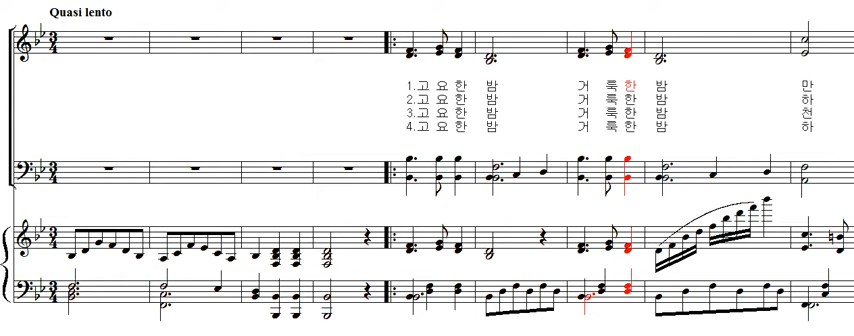 Quasi lento
1.고 요 한 밤 거 룩 한 밤 만
2.고 요 한 밤 거 룩 한 밤 하
3.고 요 한 밤 거 룩 한 밤 천
4.고 요 한 밤 거 룩 한 밤 하